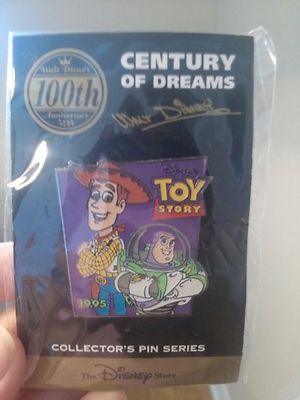 Walt Disney
100th
Anniversary
CENTURY
OF DREAMS
Walt Disney
Disney's
TOY
STORY
1995
COLLECTOR'S PIN SERIES
The Disney Store